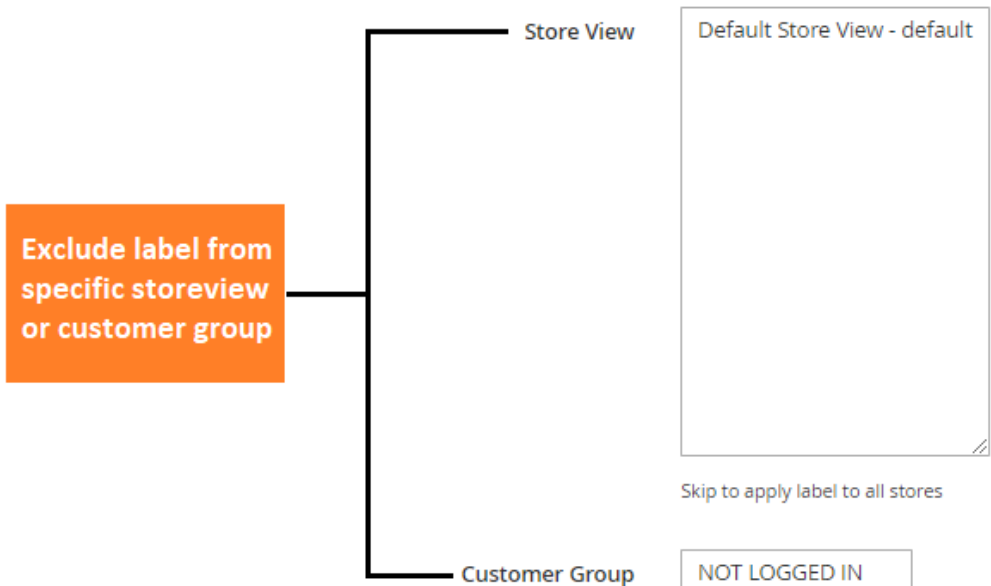 Store View
Default Store View - default
Exclude label from
specific storeview
or customer group
Skip to apply label to all stores
Customer Group
NOT LOGGED IN